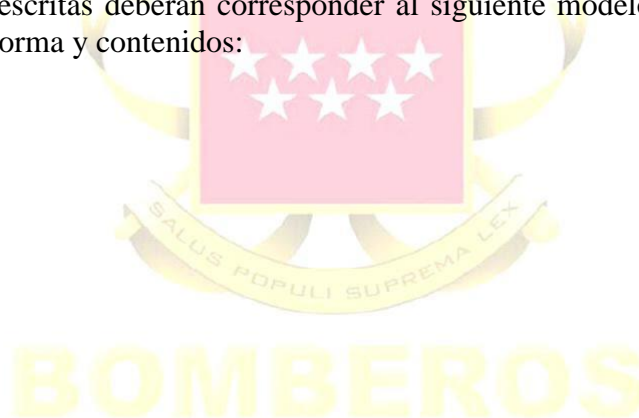 escritas deberán corresponder al siguiente modelo
orma y contenidos:
SALUS POPULI SUPREMA LEX
BOMBEROS